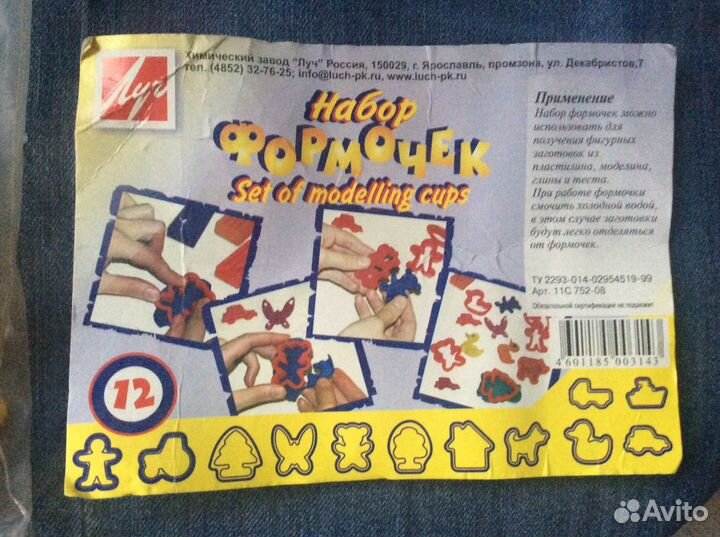 Луч
Химический завод "Луч" Россия, 150029, г. Ярославль, промзона, ул. Декабристов,7
тел. (4852) 32-76-25; info@luch-pk.ru, www.luch-pk.ru
Набор
ФОРМОЧЕК
Set of modelling cups
Применение
Набор формочек можно
использовать для
получения фигурных
заготовок из
пластилина, моделина,
глины и теста.
При работе формочки
смочить холодной водой,
в этом случае заготовки
будут легко отделяться
от формочек.
ТУ 2293-014-02954519-99
Арт. 11С 752-08
Обязательной сертификации не подлежит
4601185003143
12
Avito